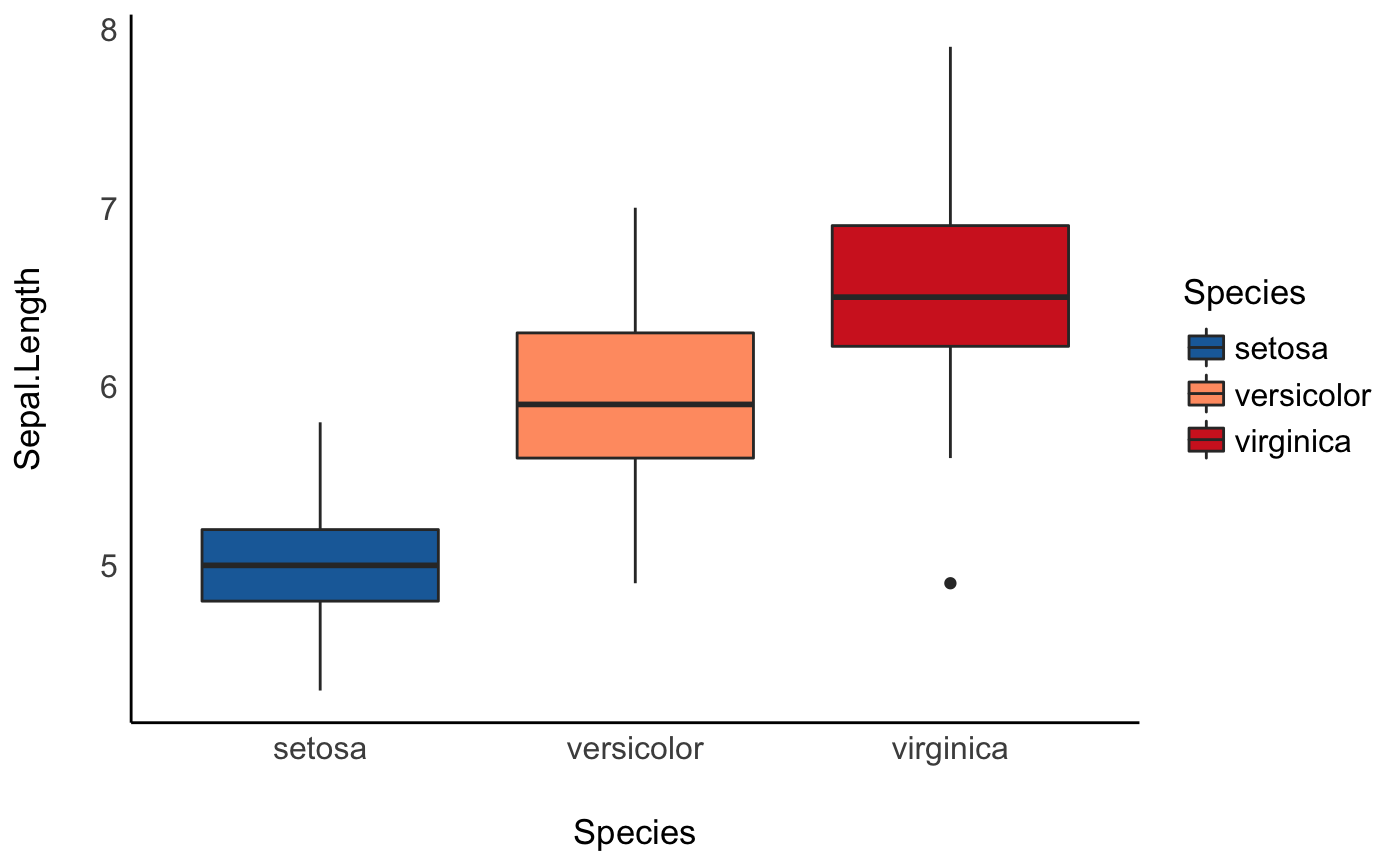 Sepal.Length
8
7
6
5
setosa
versicolor
virginica
Species
Species
setosa
versicolor
virginica